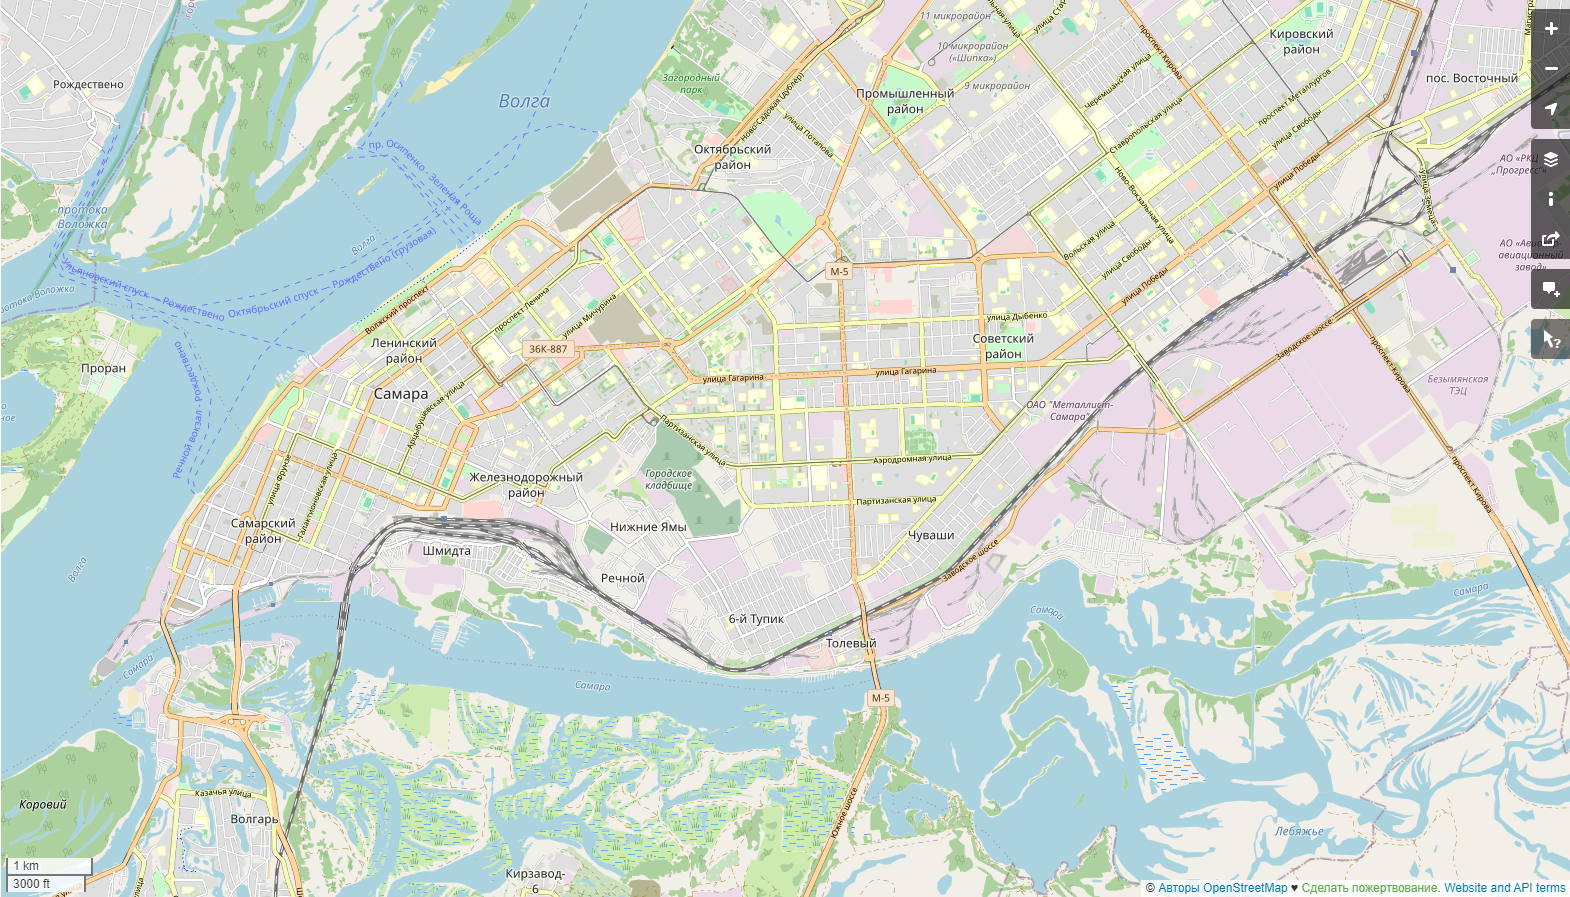 11 микрорайон
улица Ста
Кировский
район
10 микрорайон
(«Шипка»)
проспект Кирова
Рождествено
Загородный
парк
9 микрорайон
пос. Восточный
Волга
Промышленный
район
Черемшанская улица
проспект Металлургов
Ново-Садовая (дублер)
улица Потапова
Ставропольская улица
улица Свободы
Октябрьский
район
пр. Осипенко - Зелёная Роща
улица Победы
АО «РКЦ
„Прогресс“»
Ново-Вокзальная улица
улица Земеца
протока
Воложка
Волга
Вольская улица
улица Свободы
АО «Авиакор-
авиационный
завод»
Ульяновский спуск — Рождествено
Октябрьский спуск — Рождествено (грузовая)
М-5
улица Победы
протока Воложка
Волжский проспект
проспект Ленина
улица Мичурина
улица Дыбенко
Заводское шоссе
Ленинский
район
36К-887
Советский
район
проспект Кирова
Проран
улица Гагарина
улица Гагарина
Безымянская
ТЭЦ
Самара
Речной вокзал - Рождествено
Арцыбушевская улица
ОАО "Металлист-
Самара"
Партизанская улица
Аэродромная улица
Железнодорожный
район
Городское
кладбище
улица Фрунзе
Галактионовская улица
проспект Кирова
Партизанская улица
Самарский
район
Нижние Ямы
Чуваши
Шмидта
Волга
Речной
Заводское шоссе
Самара
Самара
6-й Тупик
Толевый
Самара
Самара
М-5
Казачья улица
Коровий
Волгарь
Южное шоссе
Лебяжье
Кирзавод-
6
1 km
3000 ft
© Авторы OpenStreetMap ♥ Сделать пожертвование. Website and API terms